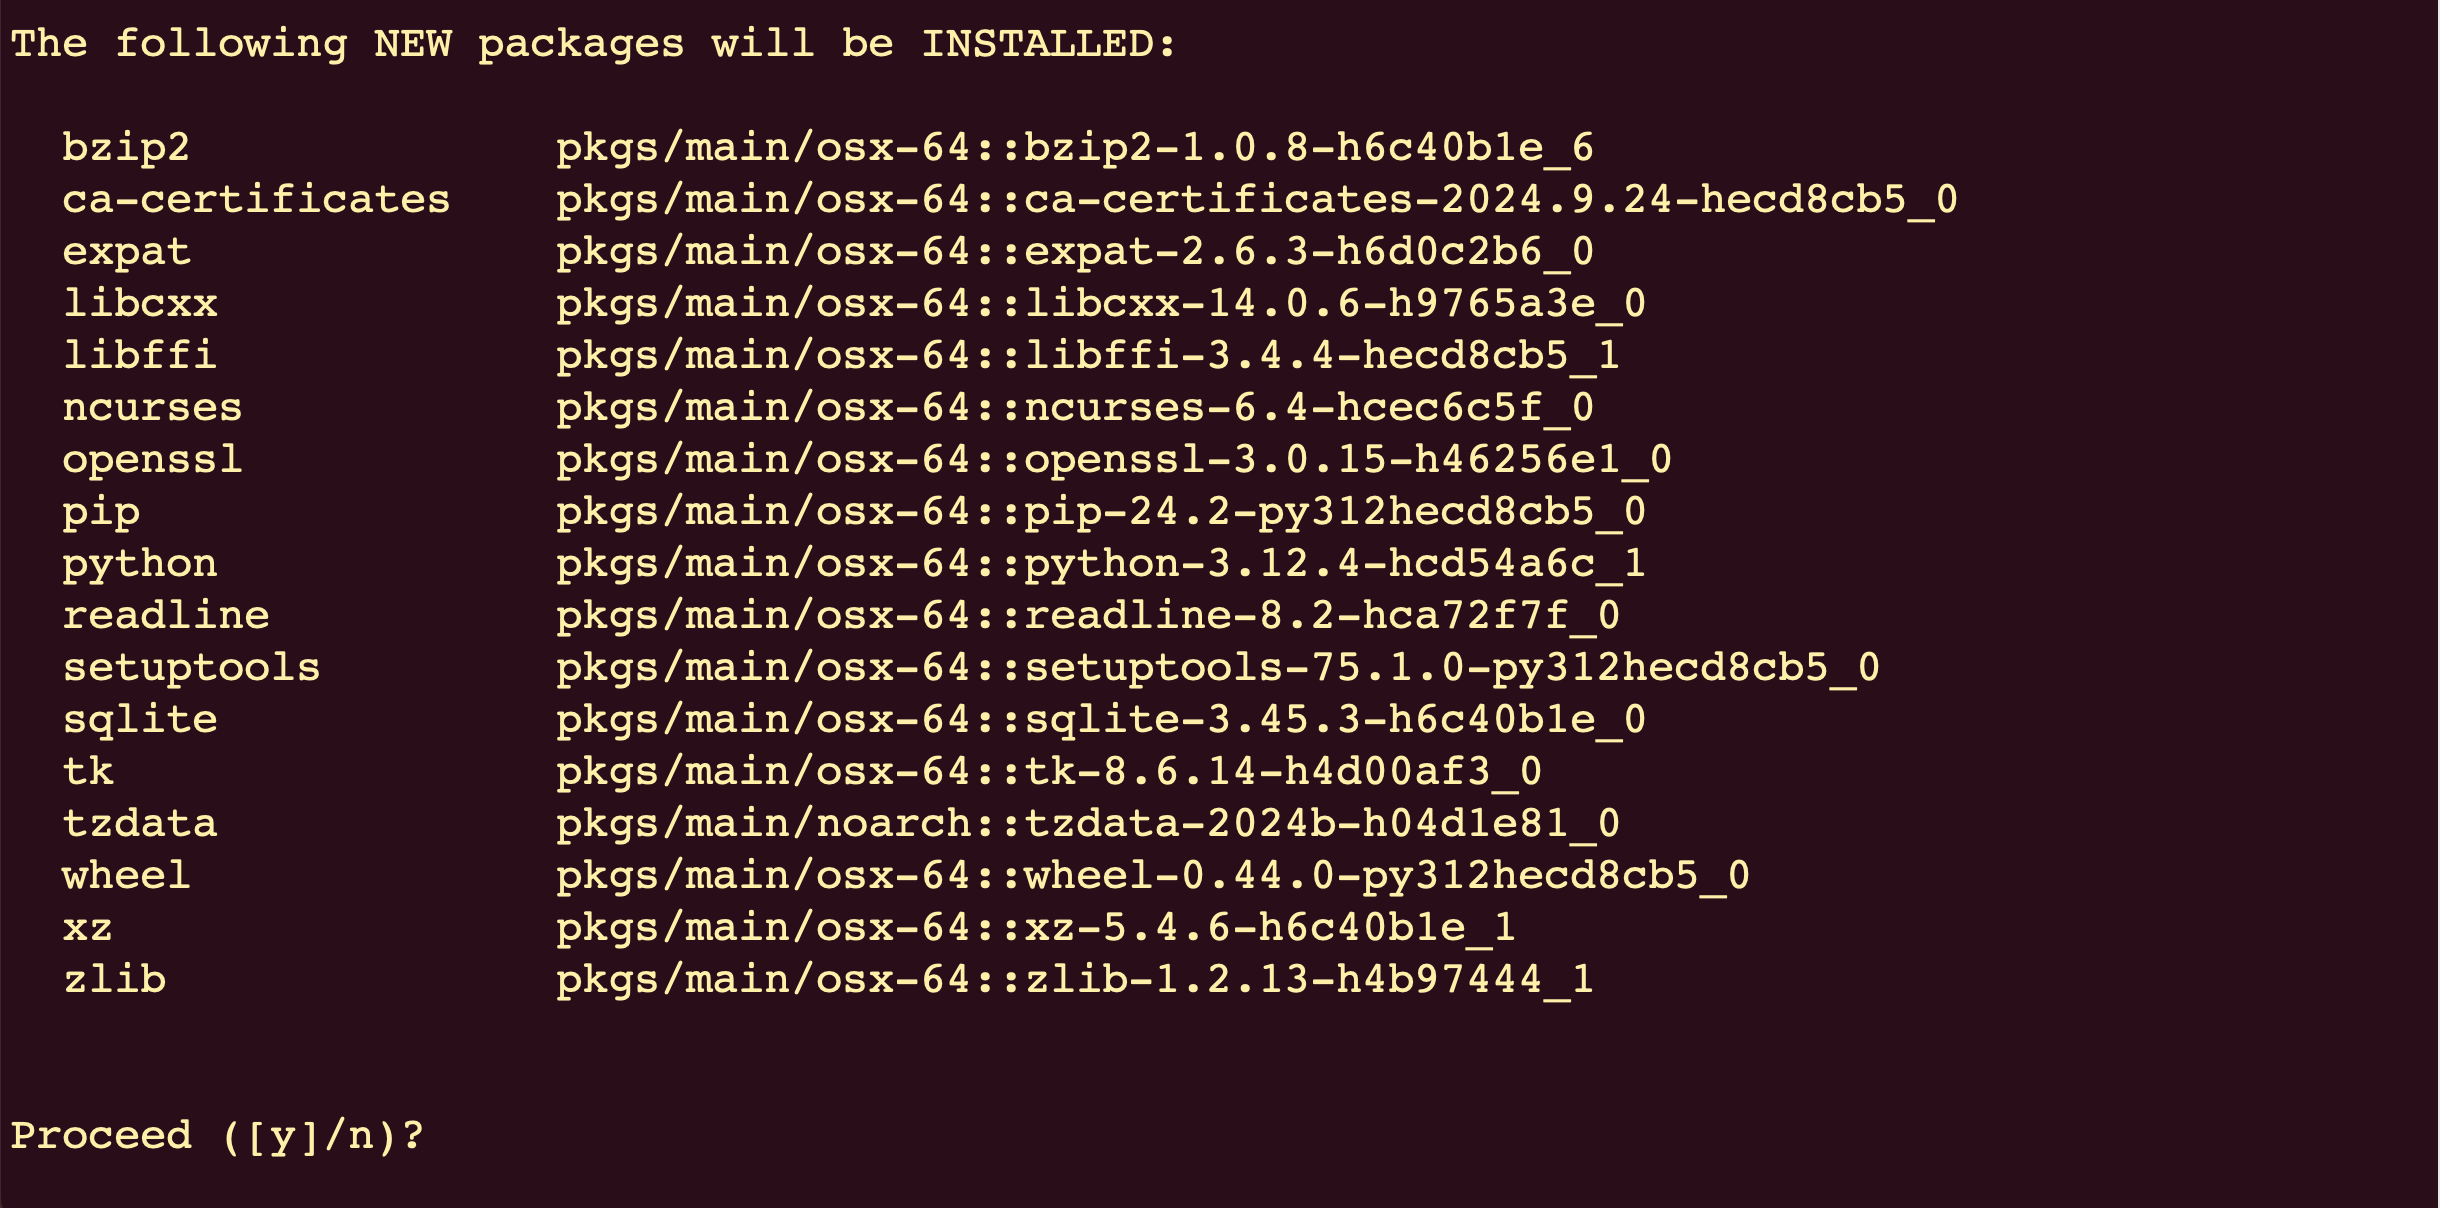 The following NEW packages will be INSTALLED:
bzip2 pkgs/main/osx-64::bzip2-1.0.8-h6c40b1e_6
ca-certificates pkgs/main/osx-64::ca-certificates-2024.9.24-hecd8cb5_0
expat pkgs/main/osx-64::expat-2.6.3-h6d0c2b6_0
libcxx pkgs/main/osx-64::libcxx-14.0.6-h9765a3e_0
libffi pkgs/main/osx-64::libffi-3.4.4-hecd8cb5_1
ncurses pkgs/main/osx-64::ncurses-6.4-hcec6c5f_0
openssl pkgs/main/osx-64::openssl-3.0.15-h46256e1_0
pip pkgs/main/osx-64::pip-24.2-py312hecd8cb5_0
python pkgs/main/osx-64::python-3.12.4-hcd54a6c_1
readline pkgs/main/osx-64::readline-8.2-hca72f7f_0
setuptools pkgs/main/osx-64::setuptools-75.1.0-py312hecd8cb5_0
sqlite pkgs/main/osx-64::sqlite-3.45.3-h6c40b1e_0
tk pkgs/main/osx-64::tk-8.6.14-h4d00af3_0
tzdata pkgs/main/noarch::tzdata-2024b-h04d1e81_0
wheel pkgs/main/osx-64::wheel-0.44.0-py312hecd8cb5_0
xz pkgs/main/osx-64::xz-5.4.6-h6c40b1e_1
zlib pkgs/main/osx-64::zlib-1.2.13-h4b97444_1
Proceed ([y]/n)?